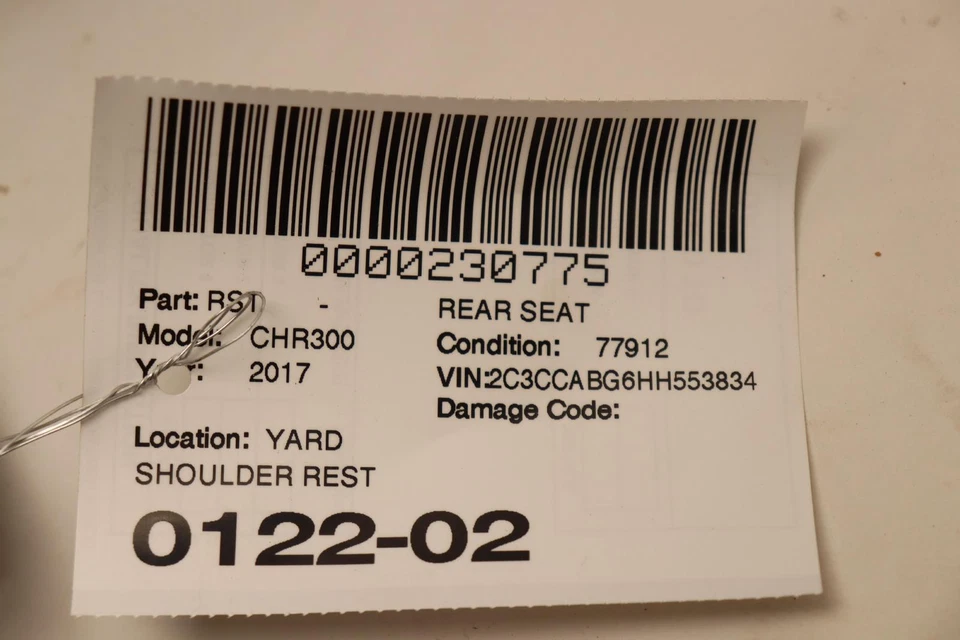 0000230775
Part: RST -
REAR SEAT
Model: CHR300
Condition: 77912
Year: 2017
VIN:2C3CCABG6HH553834
Damage Code:
Location: YARD
SHOULDER REST
0122-02